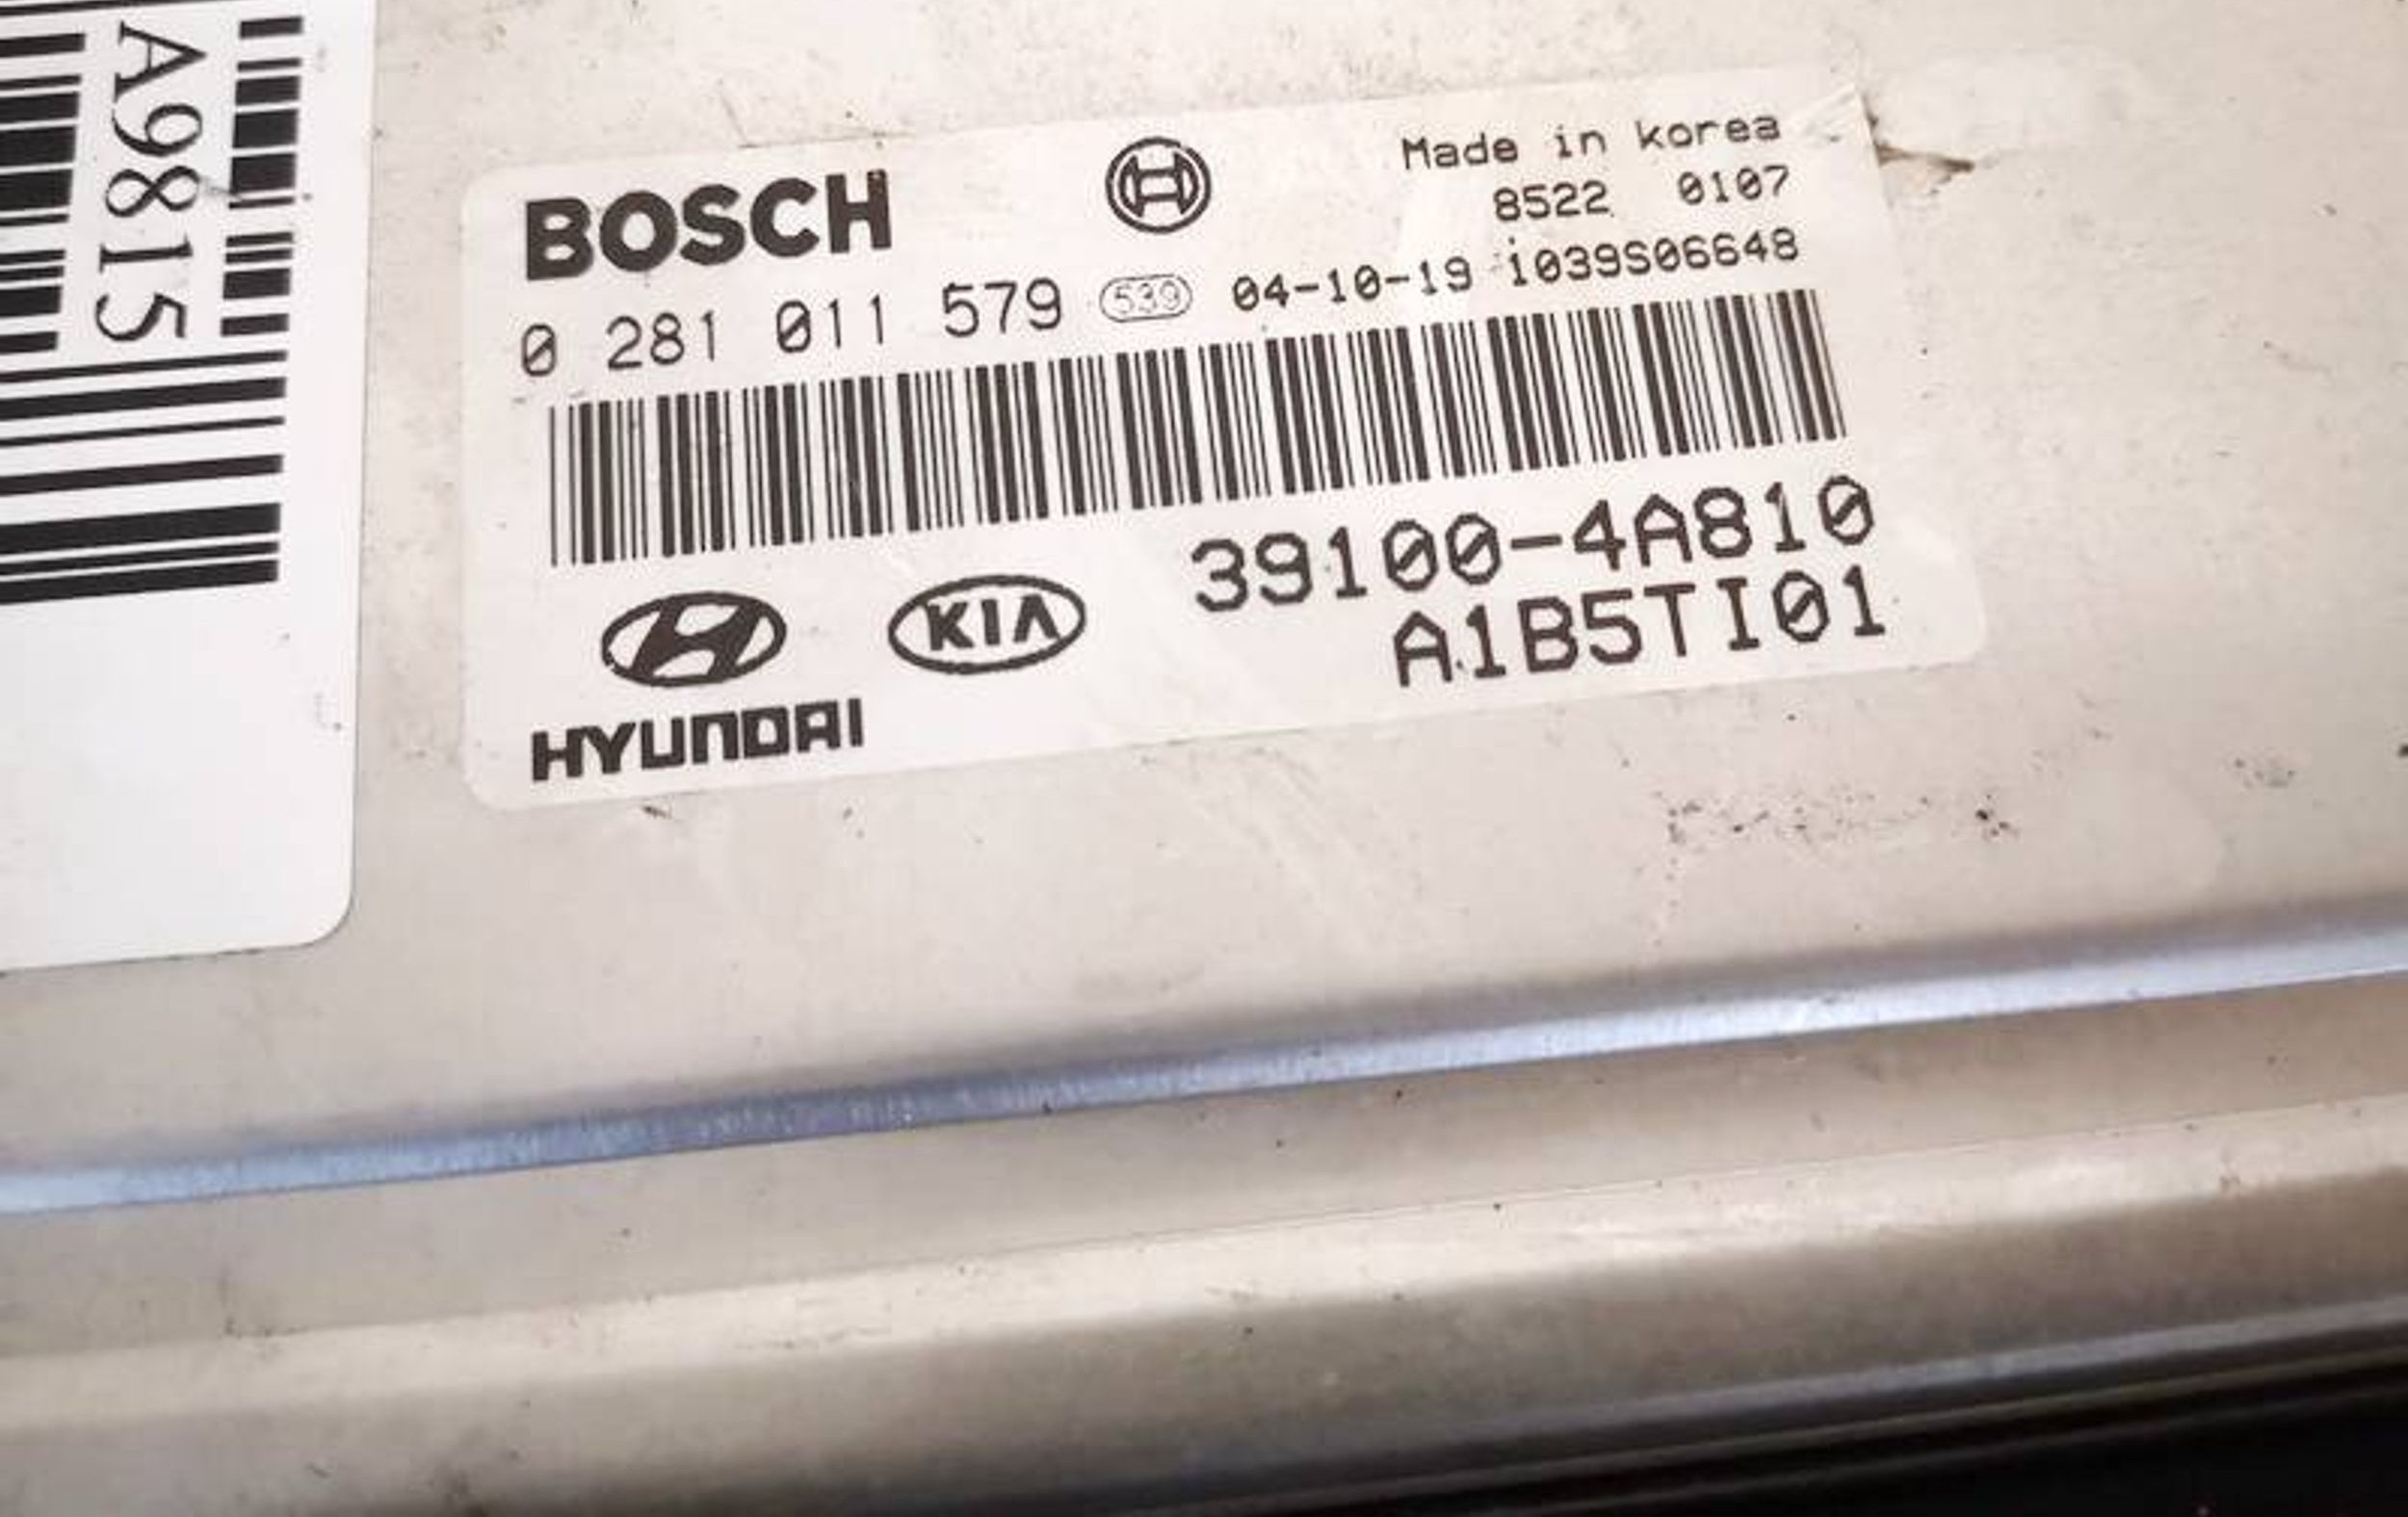 A9815
BOSCH
Made in korea
8522 0107
0 281 011 579 539 04-10-19 1039S06648
39100-4A810
KIA
A1B5TI01
HYUNDAI